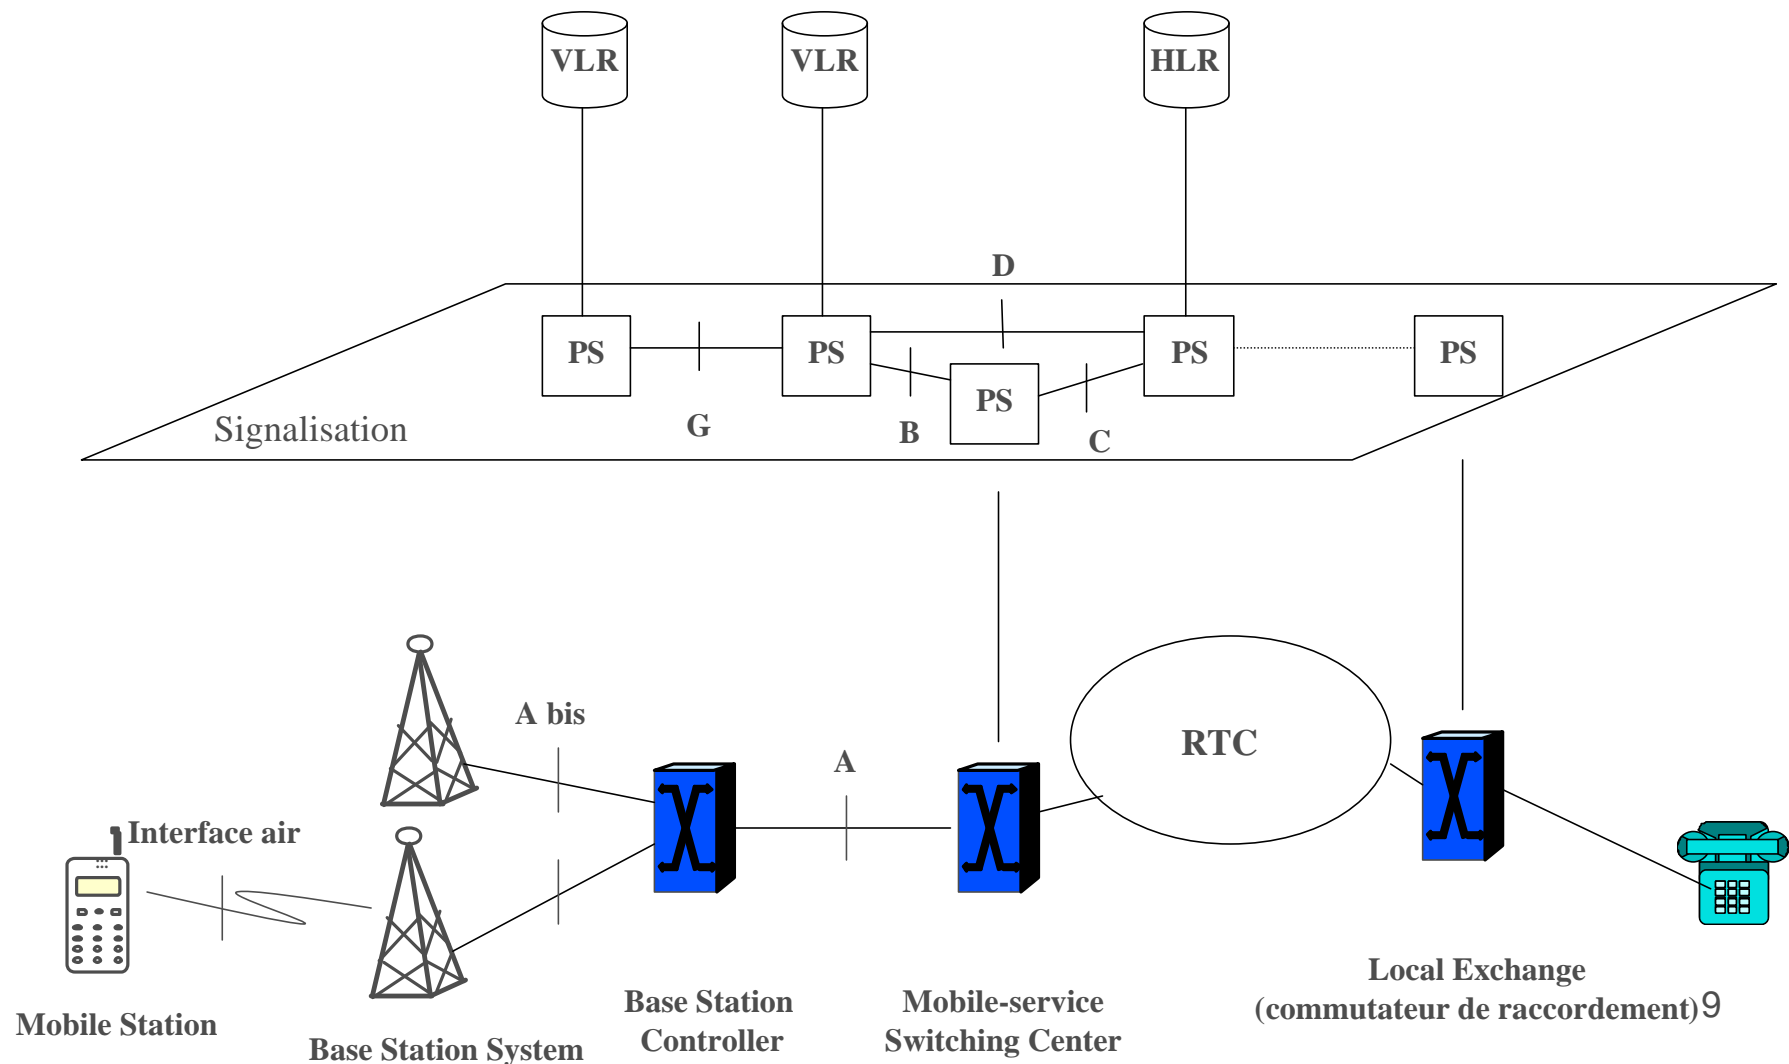 VLR
VLR
HLR
D
PS
PS
PS
PS
PS
Signalisation
G
B
C
A bis
A
RTC
Interface air
Mobile Station
Base Station System
Base Station
Controller
Mobile-service
Switching Center
Local Exchange
(commutateur de raccordement)
9